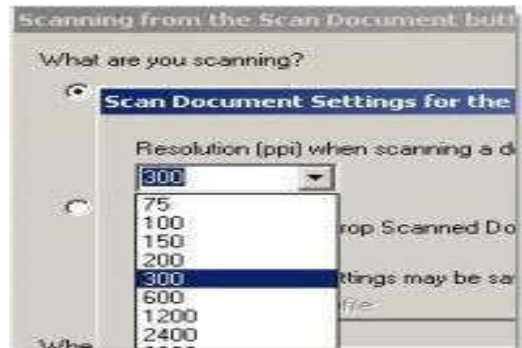 Scanning from the Scan Document butt
What are you scanning?
Scan Document Settings for the
Resolution (ppi) when scanning a d
300
75
100
150
200
300
600
1200
2400
rop Scanned Do
ttings may be sa
Whe